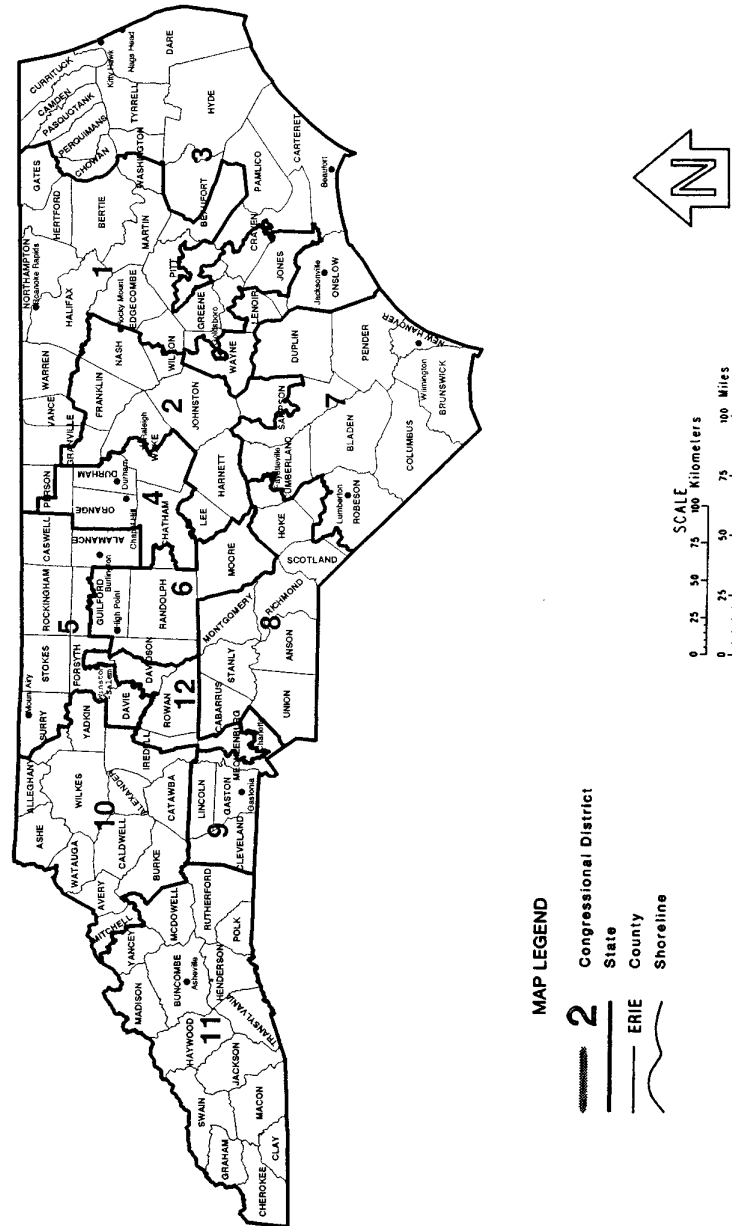 ALLEGHANY
ASHE
SURRY
Mount Airy
STOKES
ROCKINGHAM
CASWELL
PERSON
GRANVILLE
VANCE
WARREN
NORTHAMPTON
Roanoke Rapids
HALIFAX
HERTFORD
GATES
CURRITUCK
CAMDEN
PASQUOTANK
PERQUIMANS
CHOWAN
WATAUGA
WILKES
YADKIN
FORSYTH
5
GUILFORD
High Point
ALAMANCE
Burlington
ORANGE
Chapel Hill
DURHAM
Durham
FRANKLIN
NASH
Rocky Mount
EDGECOMBE
1
BERTIE
MARTIN
WASHINGTON
TYRRELL
DARE
Kitty Hawk
Nags Head
MITCHELL
AVERY
CALDWELL
10
ALEXANDER
IREDELL
DAVIE
DAVIDSON
RANDOLPH
6
CHATHAM
4
WAKE
Raleigh
2
JOHNSTON
WILSON
GREENE
PITT
BEAUFORT
3
HYDE
MADISON
YANCEY
MCDOWELL
BURKE
CATAWBA
ROWAN
12
LEE
HARNETT
WAYNE
LENOIR
CRAVEN
PAMLICO
JONES
CARTERET
Beaufort
SWAIN
HAYWOOD
BUNCOMBE
Asheville
11
HENDERSON
RUTHERFORD
POLK
CLEVELAND
9
LINCOLN
GASTON
Gastonia
MECKLENBURG
Charlotte
CABARRUS
STANLY
MONTGOMERY
MOORE
GRAHAM
CHEROKEE
CLAY
MACON
JACKSON
TRANSYLVANIA
UNION
ANSON
8
RICHMOND
SCOTLAND
HOKE
CUMBERLAND
Fayetteville
SAMPSON
DUPLIN
ONSLOW
Jacksonville
ROBESON
Lumberton
BLADEN
7
PENDER
NEW HANOVER
Wilmington
COLUMBUS
BRUNSWICK
MAP LEGEND
2 Congressional District
State
ERIE County
Shoreline
SCALE
0 25 50 75 100 Kilometers
0 25 50 75 100 Miles
N